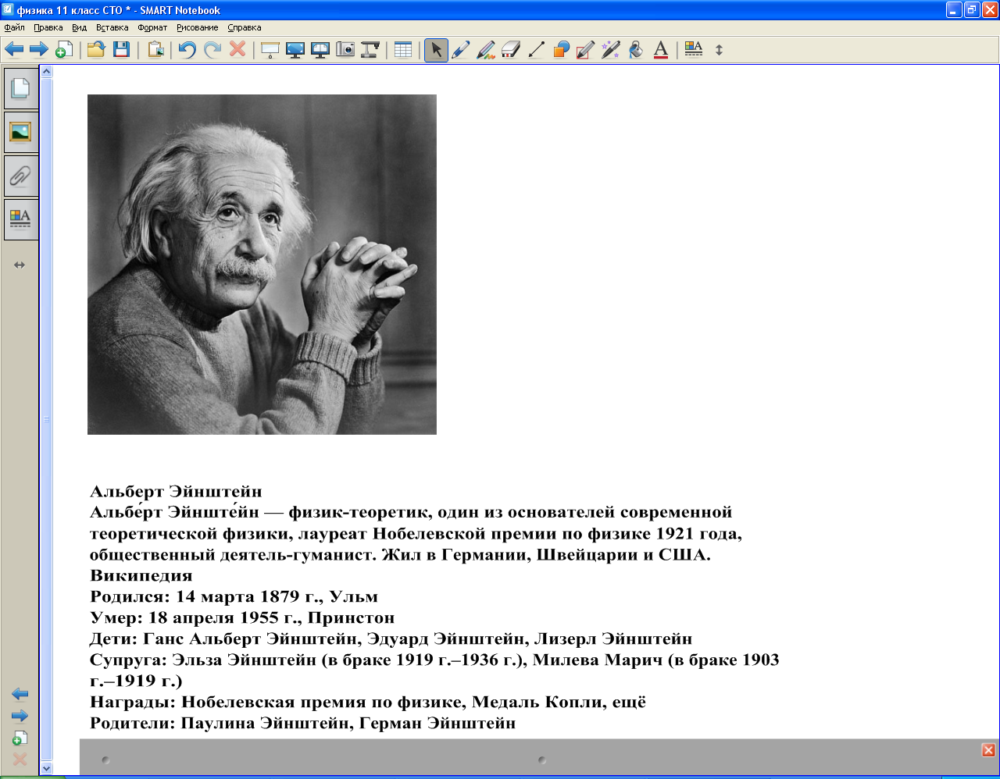 физика 11 класс СТО * - SMART Notebook
Файл Правка Вид Вставка Формат Рисование Справка
Альберт Эйнштейн
Альбе́рт Эйнште́йн — физик-теоретик, один из основателей современной
теоретической физики, лауреат Нобелевской премии по физике 1921 года,
общественный деятель-гуманист. Жил в Германии, Швейцарии и США.
Википедия
Родился: 14 марта 1879 г., Ульм
Умер: 18 апреля 1955 г., Принстон
Дети: Ганс Альберт Эйнштейн, Эдуард Эйнштейн, Лизерл Эйнштейн
Супруга: Эльза Эйнштейн (в браке 1919 г.–1936 г.), Милева Марич (в браке 1903
г.–1919 г.)
Награды: Нобелевская премия по физике, Медаль Копли, ещё
Родители: Паулина Эйнштейн, Герман Эйнштейн